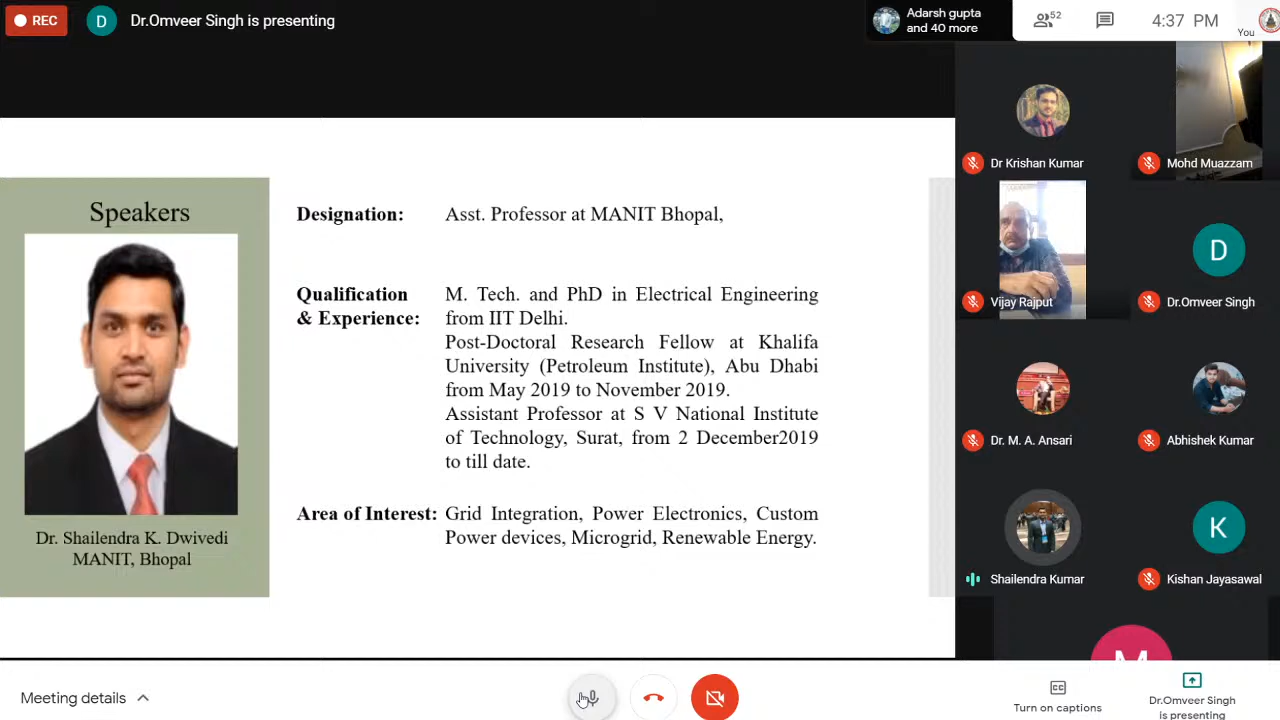 REC
D
Dr.Omveer Singh is presenting
Adarsh gupta
and 40 more
52
4:37 PM
You
Speakers
Dr. Shailendra K. Dwivedi
MANIT, Bhopal
Designation: Asst. Professor at MANIT Bhopal,
Qualification M. Tech. and PhD in Electrical Engineering
& Experience: from IIT Delhi.
Post-Doctoral Research Fellow at Khalifa
University (Petroleum Institute), Abu Dhabi
from May 2019 to November 2019.
Assistant Professor at S V National Institute
of Technology, Surat, from 2 December2019
to till date.
Area of Interest: Grid Integration, Power Electronics, Custom
Power devices, Microgrid, Renewable Energy.
Dr Krishan Kumar
Mohd Muazzam
Vijay Rajput
D
Dr.Omveer Singh
Dr. M. A. Ansari
Abhishek Kumar
Shailendra Kumar
K
Kishan Jayasawal
M
Meeting details
CC
Turn on captions
Dr.Omveer Singh
is presenting